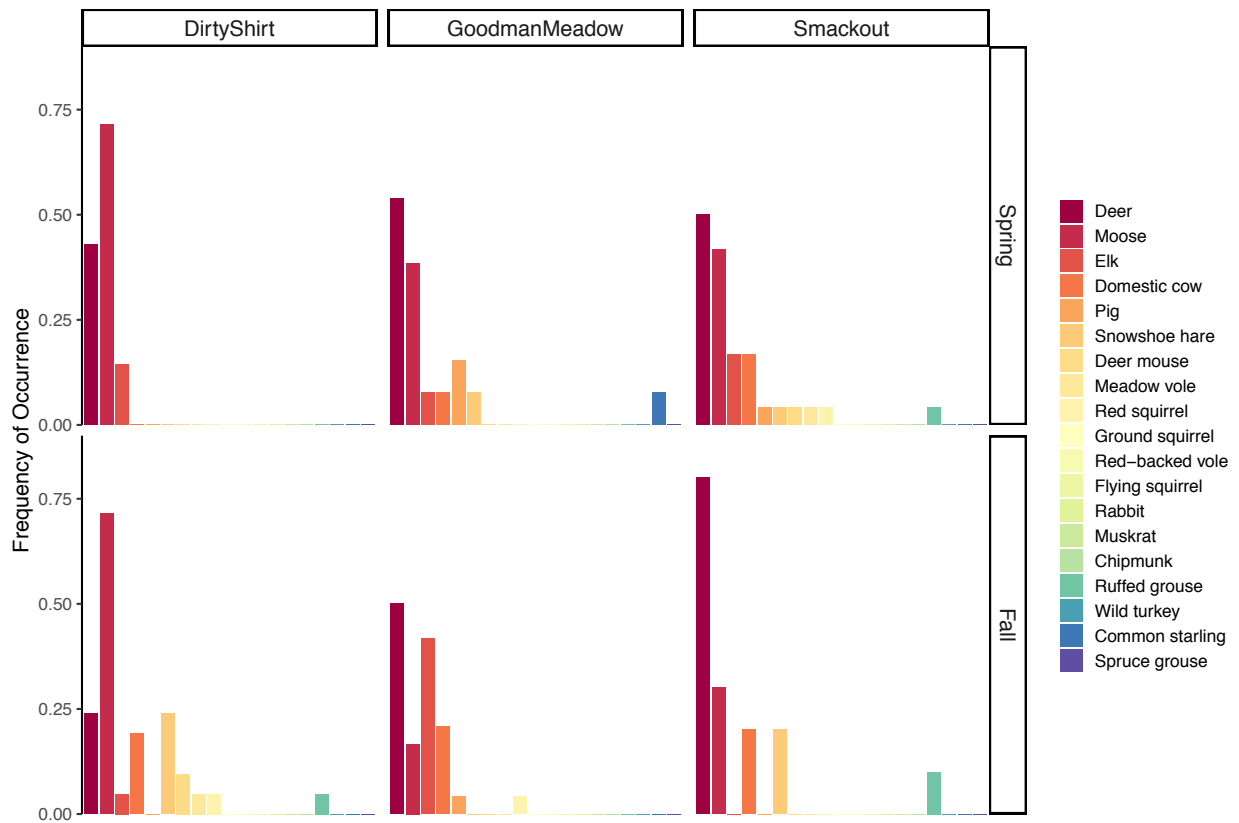 DirtyShirt
GoodmanMeadow
Smackout
Frequency of Occurrence
0.75
0.50
0.25
0.00
Spring
0.75
0.50
0.25
0.00
Fall
Deer
Moose
Elk
Domestic cow
Pig
Snowshoe hare
Deer mouse
Meadow vole
Red squirrel
Ground squirrel
Red−backed vole
Flying squirrel
Rabbit
Muskrat
Chipmunk
Ruffed grouse
Wild turkey
Common starling
Spruce grouse